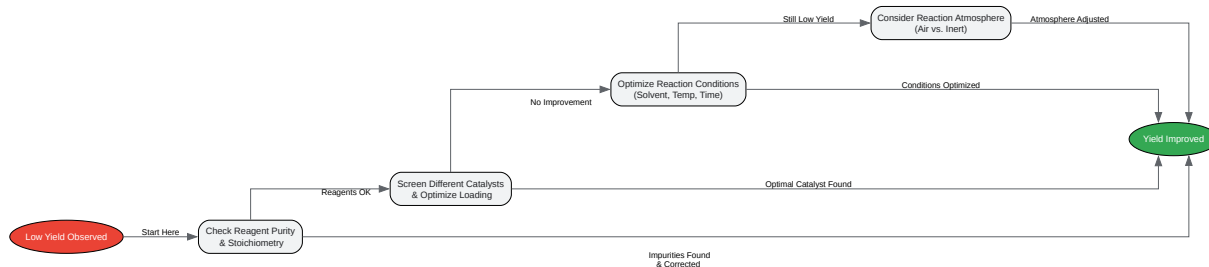 Still Low Yield
Consider Reaction Atmosphere
(Air vs. Inert)
Atmosphere Adjusted
Optimize Reaction Conditions
(Solvent, Temp, Time)
No Improvement
Conditions Optimized
Yield Improved
Screen Different Catalysts
& Optimize Loading
Reagents OK
Optimal Catalyst Found
Low Yield Observed
Start Here
Check Reagent Purity
& Stoichiometry
Impurities Found
& Corrected